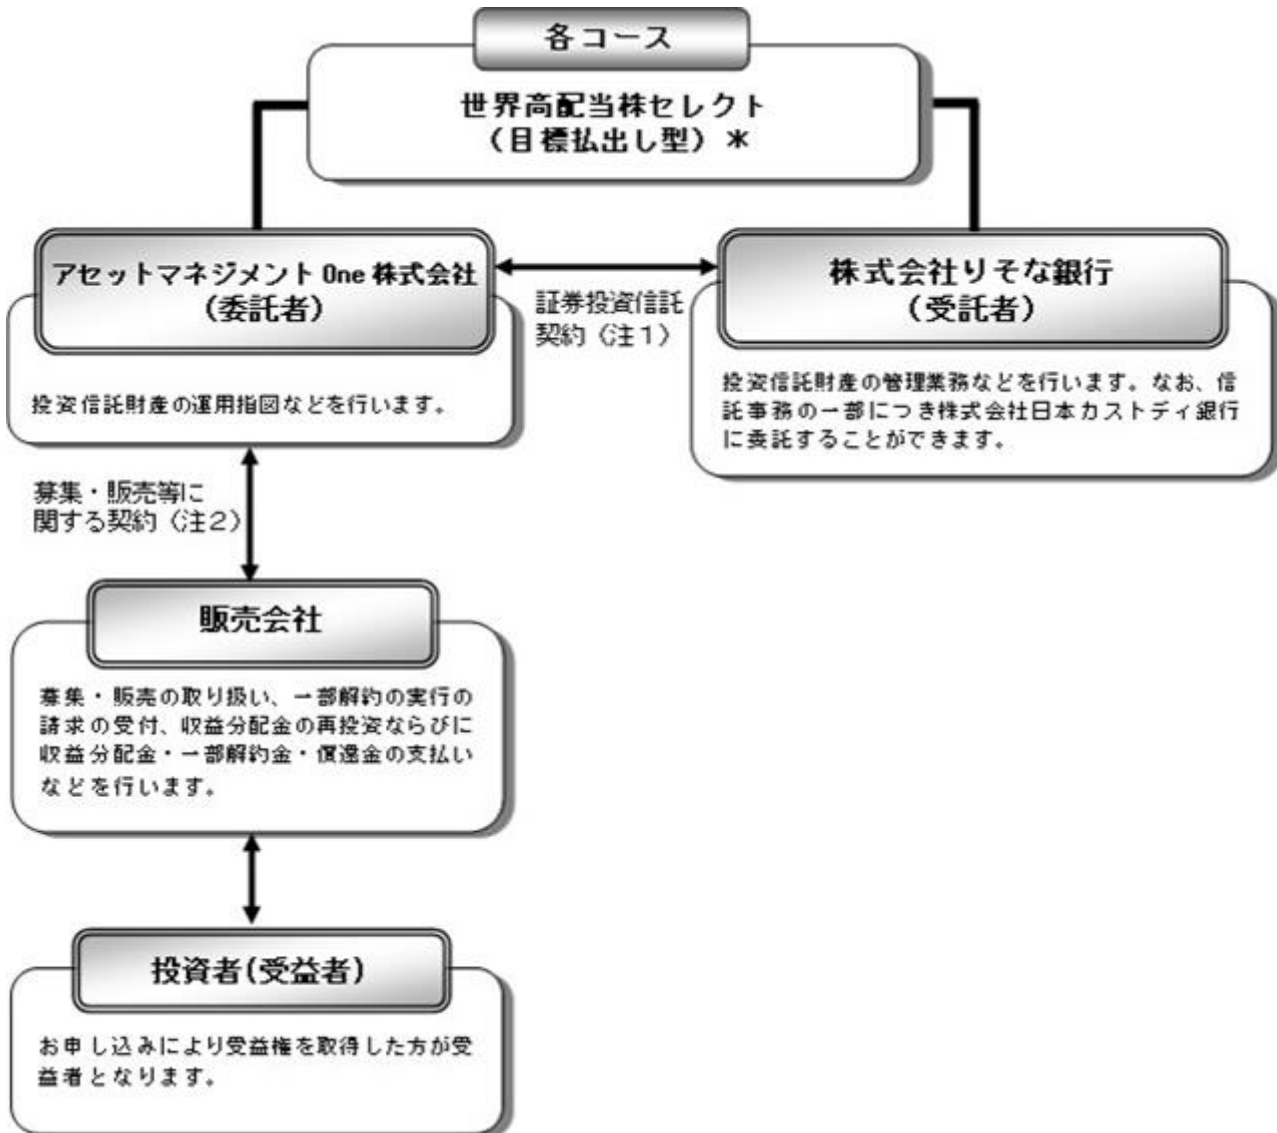 各コース
世界高配当株セレクト
（目標払出し型）＊
アセットマネジメント One 株式会社
(委託者)
証券投資信託
契約（注１）
株式会社りそな銀行
(受託者)
投資信託財産の運用指図などを行います。
投資信託財産の管理業務などを行います。なお、信
託事務の一部につき株式会社日本カストディ銀行
に委託することができます。
募集・販売等に
関する契約（注２）
販売会社
募集・販売の取り扱い、一部解約の実行の
請求の受付、収益分配金の再投資ならびに
収益分配金・一部解約金・償還金の支払い
などを行います。
投資者(受益者)
お申し込みにより受益権を取得した方が受
益者となります。